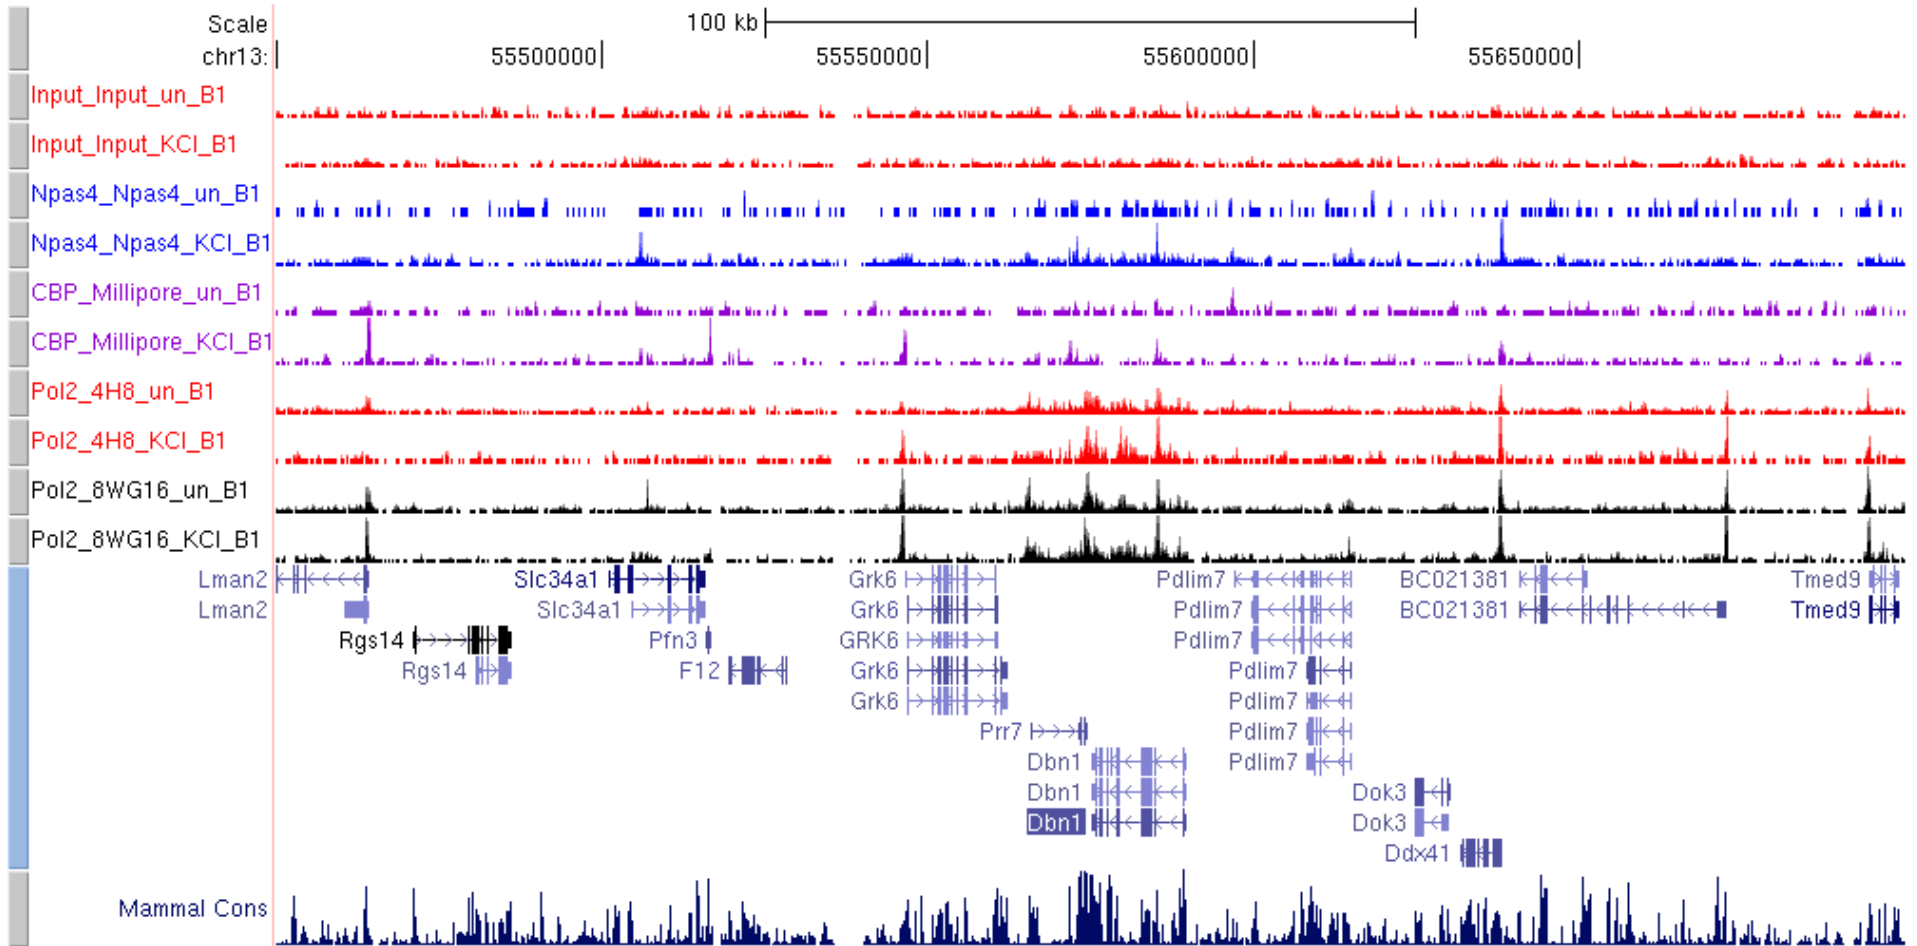 Scale 100 kb
chr13: 55500000 55550000 55600000 55650000
Input_Input_un_B1
Input_Input_KCl_B1
Npas4_Npas4_un_B1
Npas4_Npas4_KCl_B1
CBP_Millipore_un_B1
CBP_Millipore_KCl_B1
Pol2_4H8_un_B1
Pol2_4H8_KCl_B1
Pol2_8WG16_un_B1
Pol2_8WG16_KCl_B1
Lman2 Slc34a1 Grk6 Pdlim7 BC021381 Tmed9
Lman2 Slc34a1 Grk6 Pdlim7 BC021381 Tmed9
Rgs14 Pfn3 GRK6 Pdlim7
Rgs14 F12 Grk6 Pdlim7
Grk6 Pdlim7
Prr7 Pdlim7
Dbn1 Pdlim7
Dbn1 Dok3
Dbn1 Dok3
Ddx41
Mammal Cons